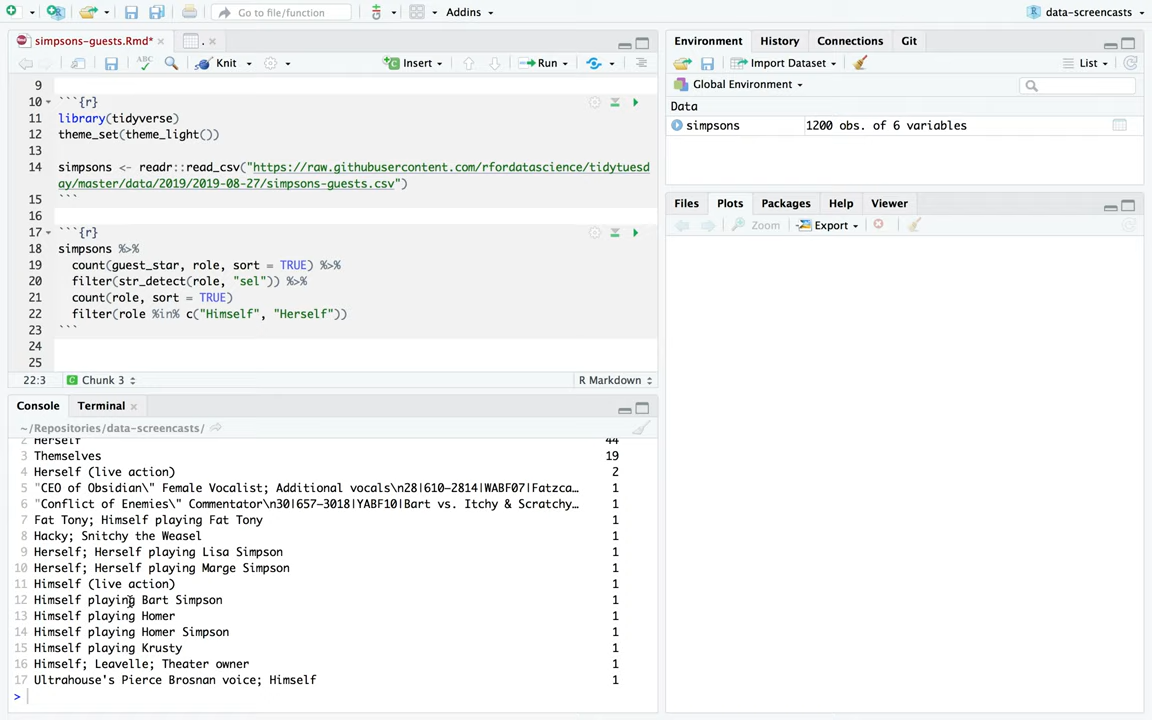 Go to file/function
Addins
data-screencasts
simpsons-guests.Rmd*
.
ABC
Knit
Insert
Run
9
10 ```{r}
11 library(tidyverse)
12 theme_set(theme_light())
13
14 simpsons <- readr::read_csv("https://raw.githubusercontent.com/rfordatascience/tidytuesd
ay/master/data/2019/2019-08-27/simpsons-guests.csv")
15 ```
16
17 ```{r}
18 simpsons %>%
19 count(guest_star, role, sort = TRUE) %>%
20 filter(str_detect(role, "sel")) %>%
21 count(role, sort = TRUE)
22 filter(role %in% c("Himself", "Herself"))
23 ```
24
25
22:3 Chunk 3 R Markdown
Console Terminal
~/Repositories/data-screencasts/
2 Herself 44
3 Themselves 19
4 Herself (live action) 2
5 "CEO of Obsidian\" Female Vocalist; Additional vocals\n28|610-2814|WABF07|Fatzca… 1
6 "Conflict of Enemies\" Commentator\n30|657-3018|YABF10|Bart vs. Itchy & Scratchy… 1
7 Fat Tony; Himself playing Fat Tony 1
8 Hacky; Snitchy the Weasel 1
9 Herself; Herself playing Lisa Simpson 1
10 Herself; Herself playing Marge Simpson 1
11 Himself (live action) 1
12 Himself playing Bart Simpson 1
13 Himself playing Homer 1
14 Himself playing Homer Simpson 1
15 Himself playing Krusty 1
16 Himself; Leavelle; Theater owner 1
17 Ultrahouse's Pierce Brosnan voice; Himself 1
>
Environment History Connections Git
Import Dataset List
Global Environment
Data
simpsons 1200 obs. of 6 variables
Files Plots Packages Help Viewer
Zoom Export